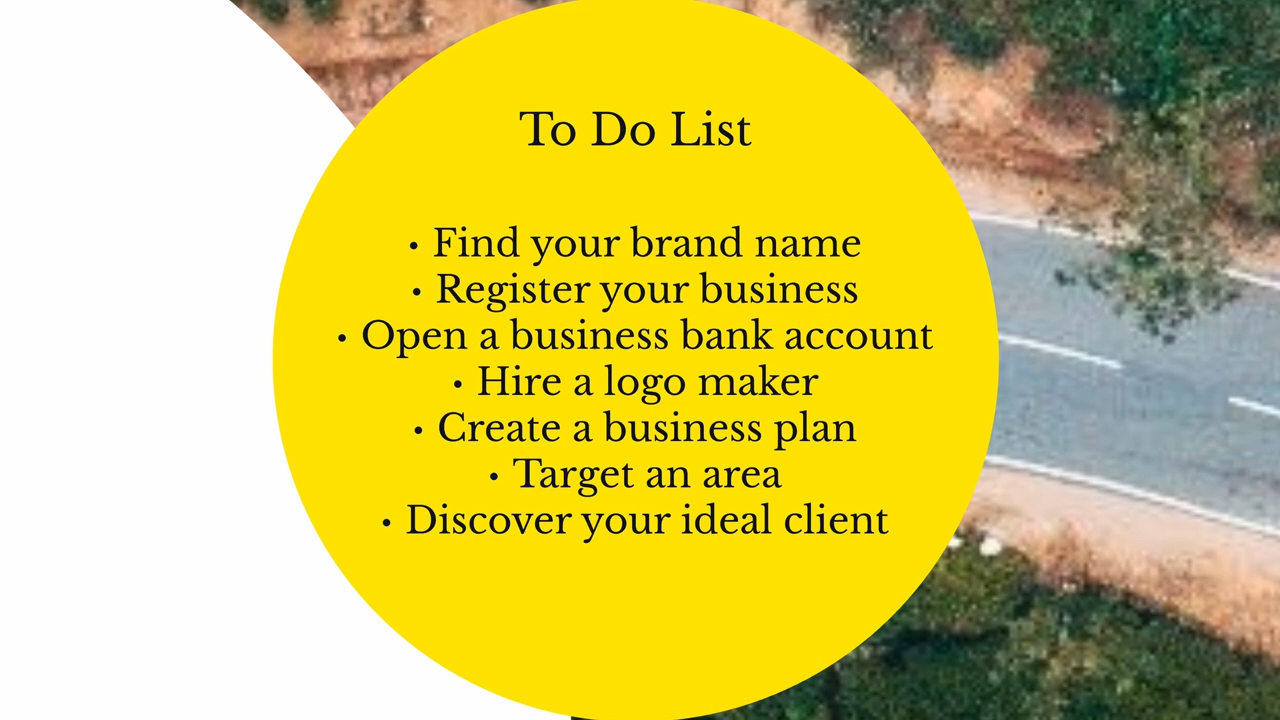 To Do List
• Find your brand name
• Register your business
• Open a business bank account
• Hire a logo maker
• Create a business plan
• Target an area
• Discover your ideal client